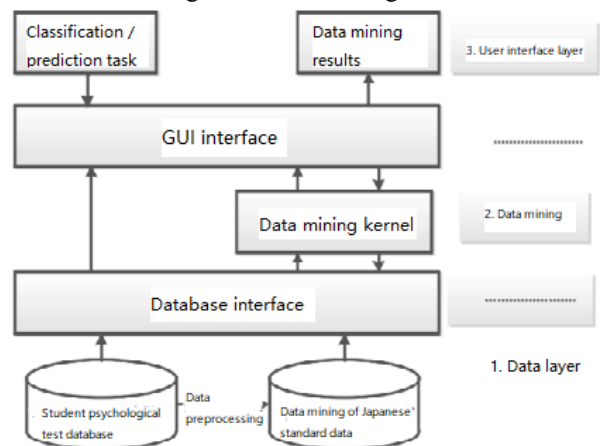 Classification /
prediction task
Data mining
results
3. User interface layer
GUI interface
Data mining kernel
2. Data mining
Database interface
1. Data layer
Student psychological
test database
Data
preprocessing
Data mining of Japanese'
standard data